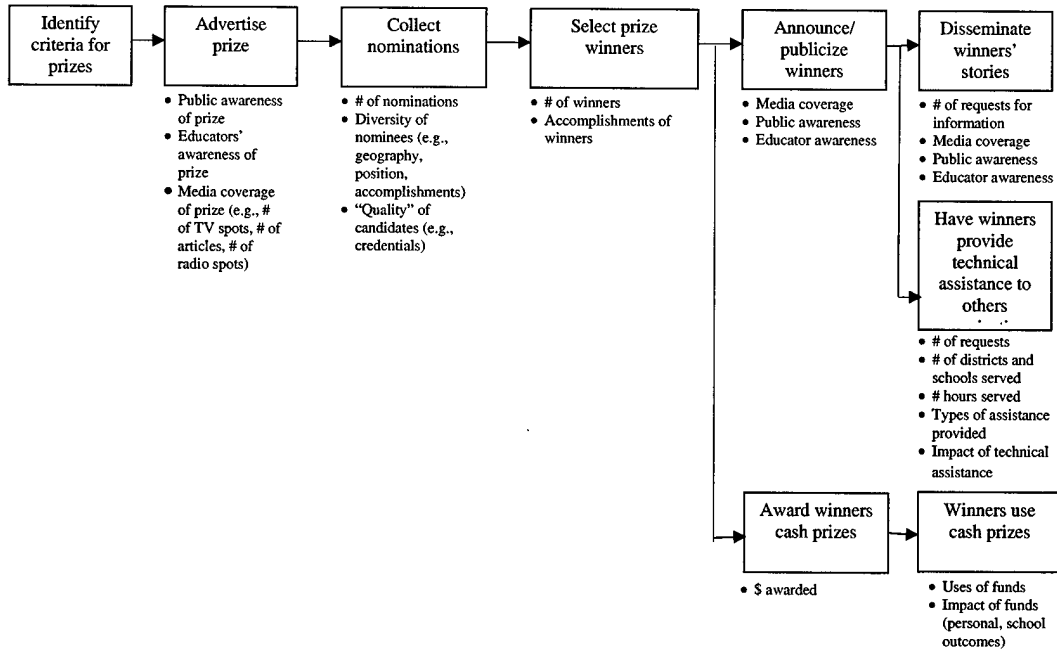 Identify
criteria for
prizes
Advertise
prize
• Public awareness
of prize
• Educators'
awareness of
prize
• Media coverage
of prize (e.g., #
of TV spots, # of
articles, # of
radio spots)
Collect
nominations
• # of nominations
• Diversity of
nominees (e.g.,
geography,
position,
accomplishments)
• “Quality” of
candidates (e.g.,
credentials)
Select prize
winners
• # of winners
• Accomplishments of
winners
Announce/
publicize
winners
• Media coverage
• Public awareness
• Educator awareness
Disseminate
winners'
stories
• # of requests for
information
• Media coverage
• Public awareness
• Educator awareness
Have winners
provide
technical
assistance to
others
• # of requests
• # of districts and
schools served
• # hours served
• Types of assistance
provided
• Impact of technical
assistance
Award winners
cash prizes
• $ awarded
Winners use
cash prizes
• Uses of funds
• Impact of funds
(personal, school
outcomes)